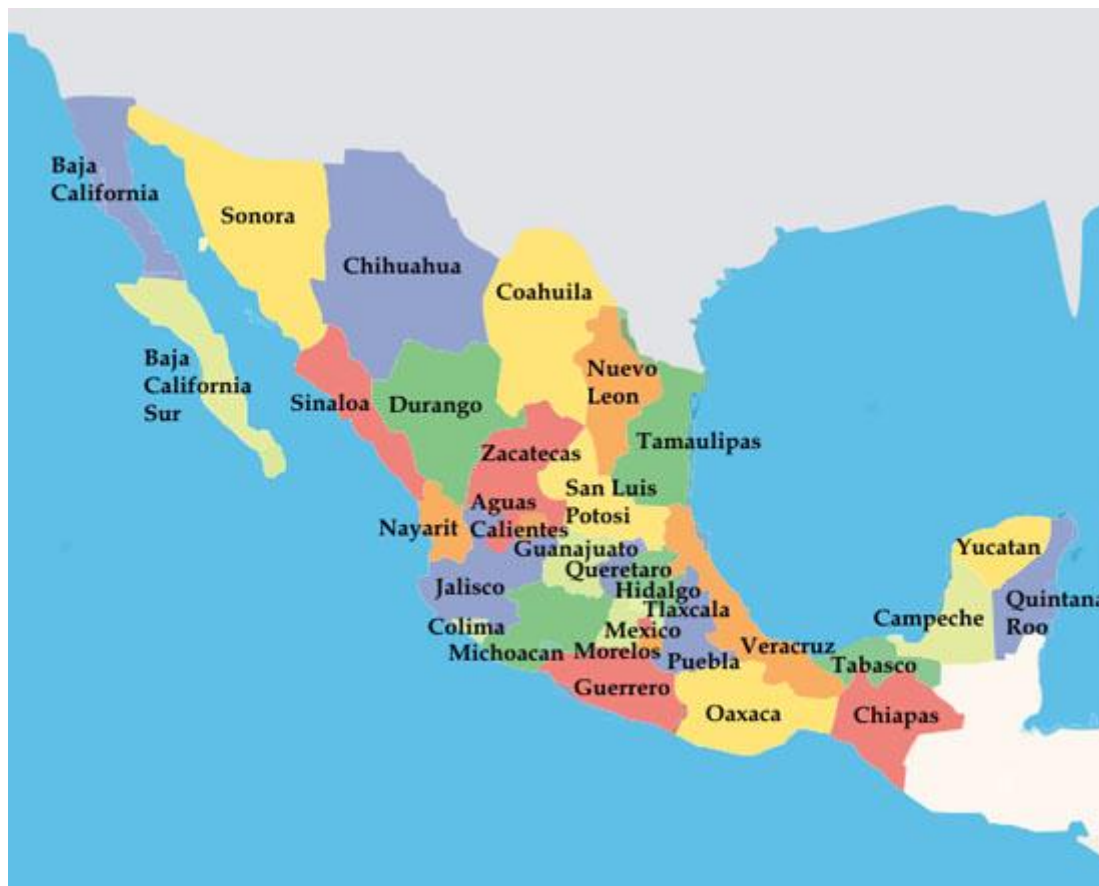 Baja
California
Sonora
Chihuahua
Coahuila
Baja
California
Sur
Sinaloa
Durango
Nuevo
Leon
Tamaulipas
Zacatecas
San Luis
Potosi
Aguas
Calientes
Nayarit
Guanajuato
Queretaro
Jalisco
Hidalgo
Tlaxcala
Colima
Mexico
Michoacan
Morelos
Puebla
Veracruz
Guerrero
Oaxaca
Tabasco
Chiapas
Campeche
Yucatan
Quintana
Roo